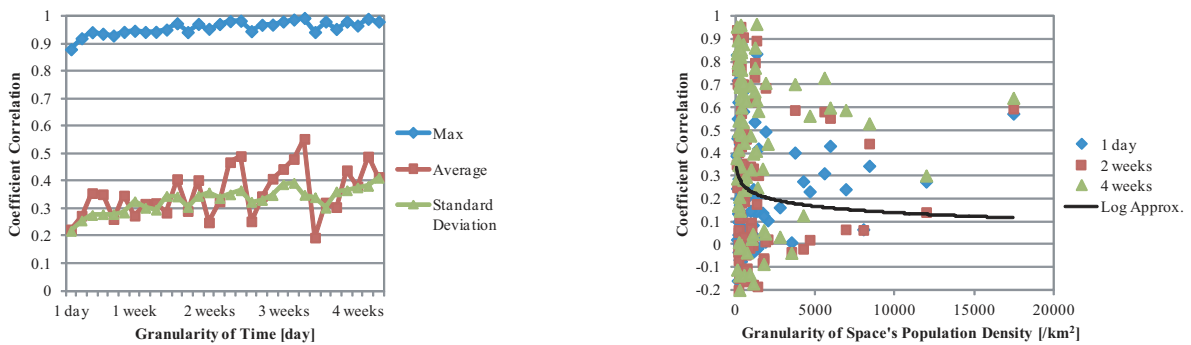 1
0.9
0.8
0.7
0.6
0.5
0.4
0.3
0.2
0.1
0
Coefficient Correlation
1 day
1 week
2 weeks
3 weeks
4 weeks
Granularity of Time [day]
Max
Average
Standard
Deviation
1
0.9
0.8
0.7
0.6
0.5
0.4
0.3
0.2
0.1
0
-0.1
-0.2
Coefficient Correlation
0
5000
10000
15000
20000
Granularity of Space's Population Density [/km²]
1 day
2 weeks
4 weeks
Log Approx.